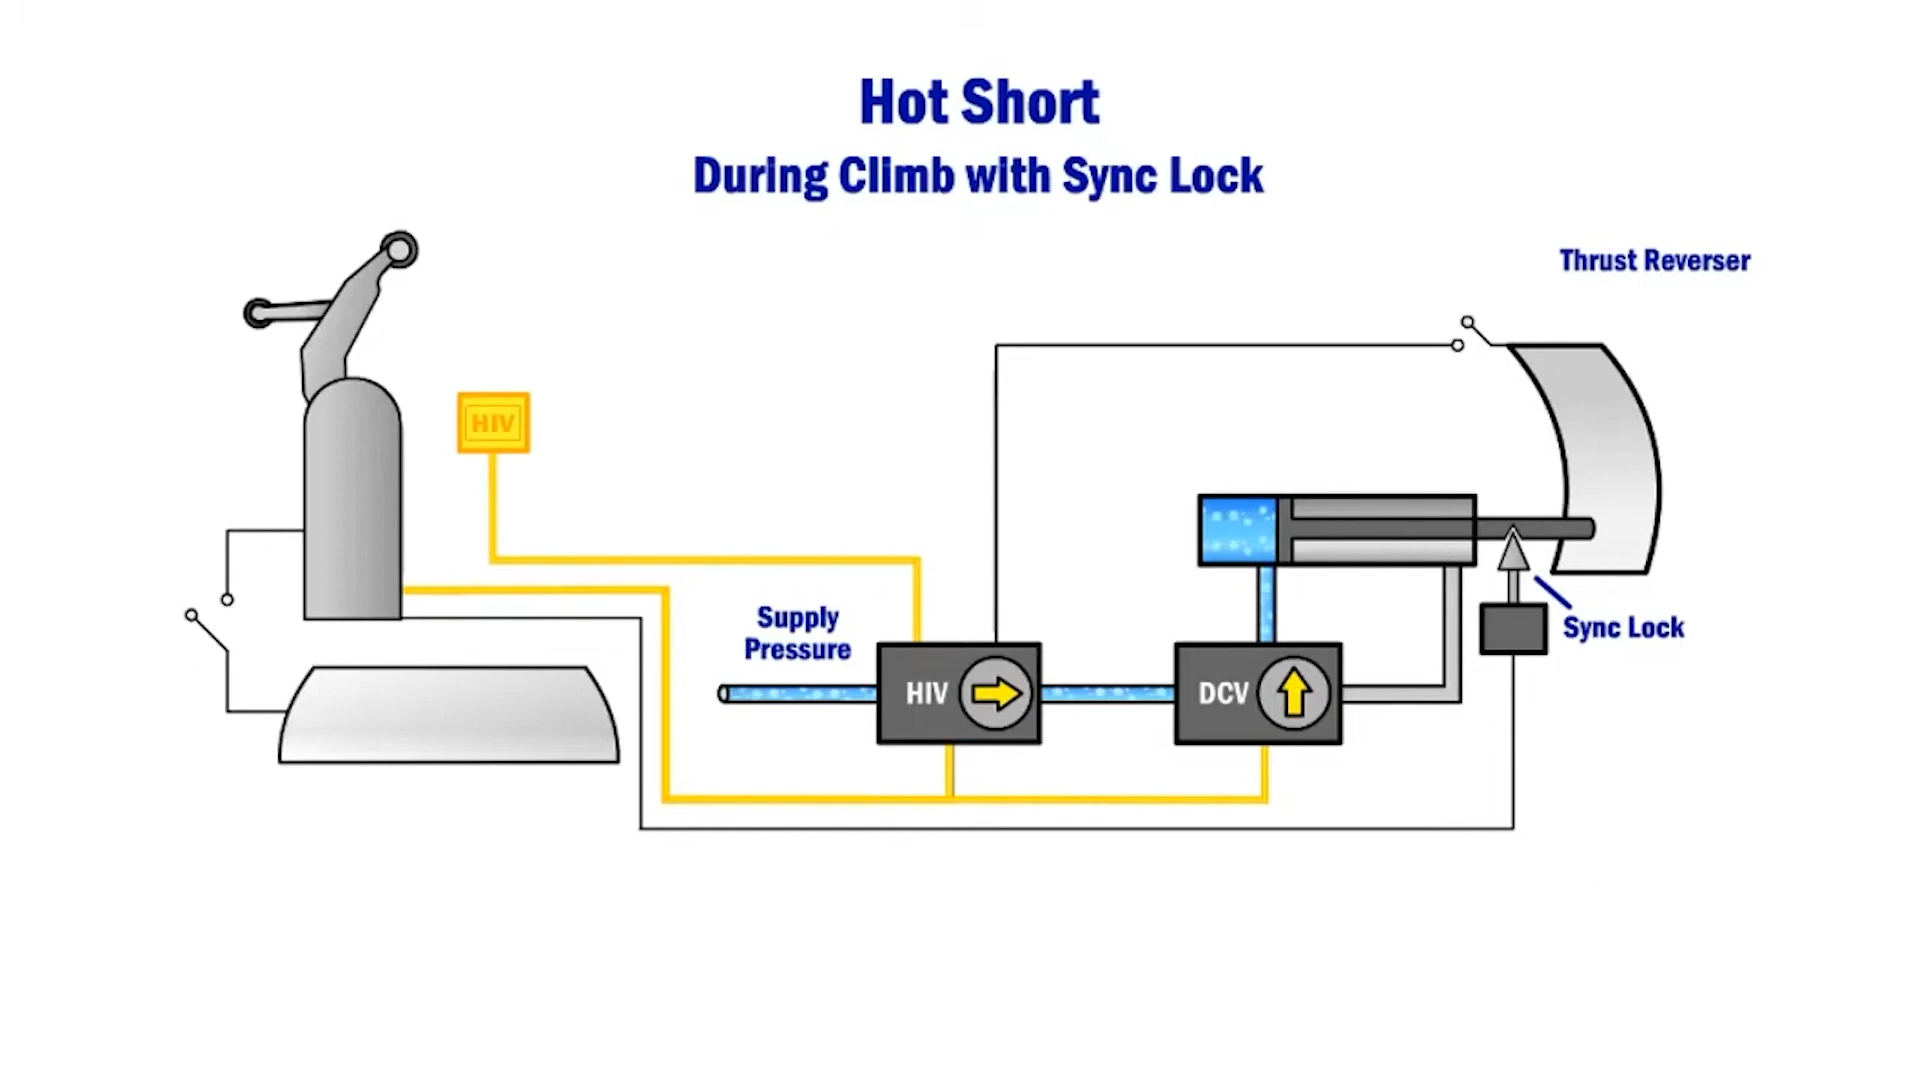 Hot Short
During Climb with Sync Lock
Thrust Reverser
HIV
Supply
Pressure
HIV
DCV
Sync Lock